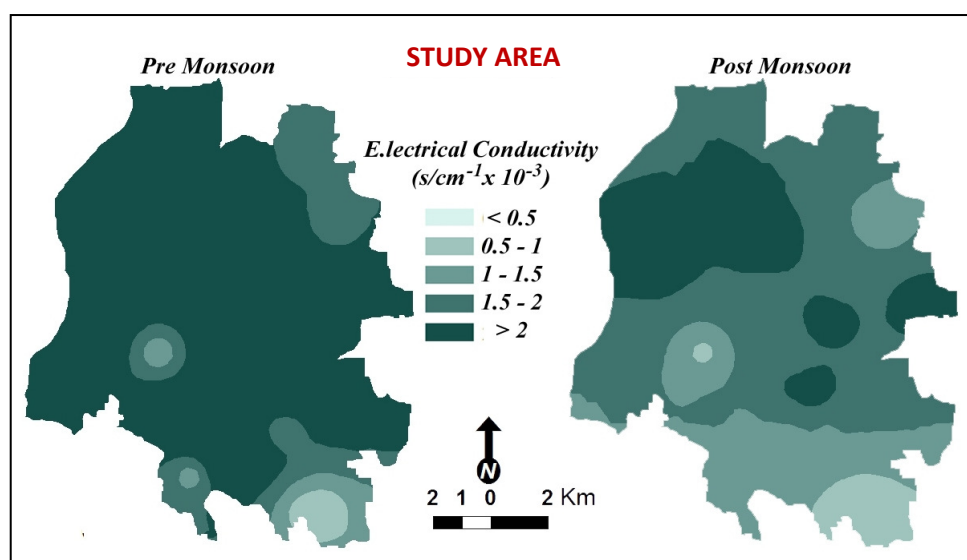 STUDY AREA
Pre Monsoon
Post Monsoon
E.lectrical Conductivity
(s/cm⁻¹x 10⁻³)
< 0.5
0.5 - 1
1 - 1.5
1.5 - 2
> 2
N
2 1 0 2 Km